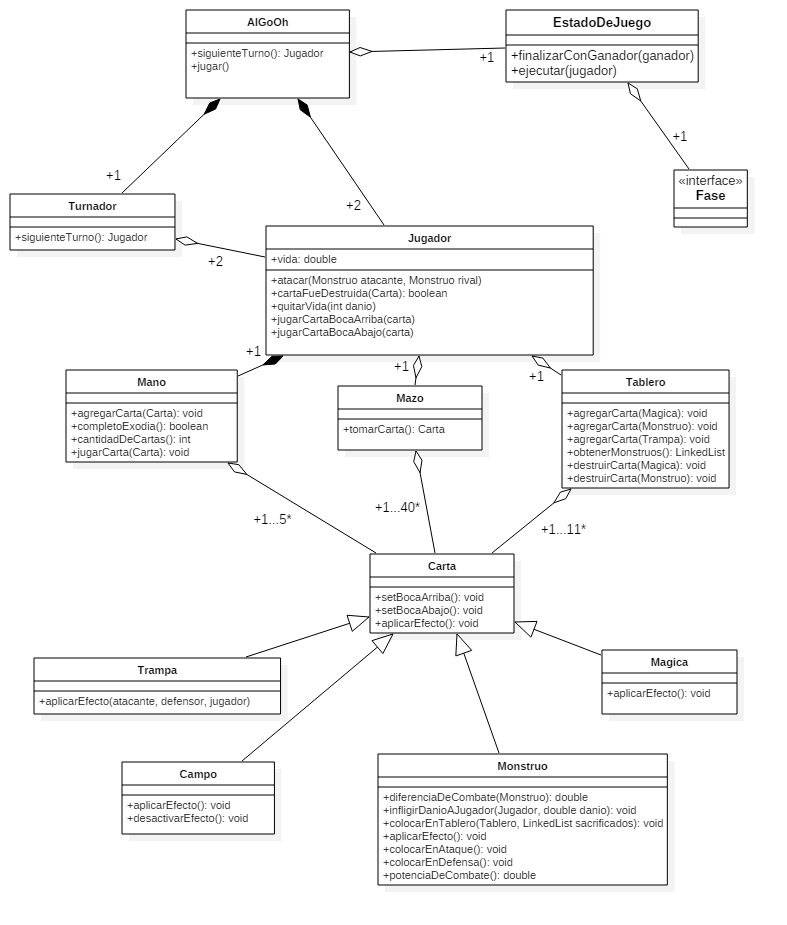 AlGoOh
+siguienteTurno(): Jugador
+jugar()
EstadoDeJuego
+finalizarConGanador(ganador)
+ejecutar(jugador)
+1
+1
«interface»
Fase
+1
+2
Turnador
+siguienteTurno(): Jugador
+2
Jugador
+vida: double
+atacar(Monstruo atacante, Monstruo rival)
+cartaFueDestruida(Carta): boolean
+quitarVida(int danio)
+jugarCartaBocaArriba(carta)
+jugarCartaBocaAbajo(carta)
+1
+1
+1
Mano
+agregarCarta(Carta): void
+completoExodia(): boolean
+cantidadDeCartas(): int
+jugarCarta(Carta): void
Mazo
+tomarCarta(): Carta
Tablero
+agregarCarta(Magica): void
+agregarCarta(Monstruo): void
+agregarCarta(Trampa): void
+obtenerMonstruos(): LinkedList
+destruirCarta(Magica): void
+destruirCarta(Monstruo): void
+1...5*
+1...40*
+1...11*
Carta
+setBocaArriba(): void
+setBocaAbajo(): void
+aplicarEfecto(): void
Trampa
+aplicarEfecto(atacante, defensor, jugador)
Magica
+aplicarEfecto(): void
Campo
+aplicarEfecto(): void
+desactivarEfecto(): void
Monstruo
+diferenciaDeCombate(Monstruo): double
+infligirDanioAJugador(Jugador, double danio): void
+colocarEnTablero(Tablero, LinkedList sacrificados): void
+aplicarEfecto(): void
+colocarEnAtaque(): void
+colocarEnDefensa(): void
+potenciaDeCombate(): double